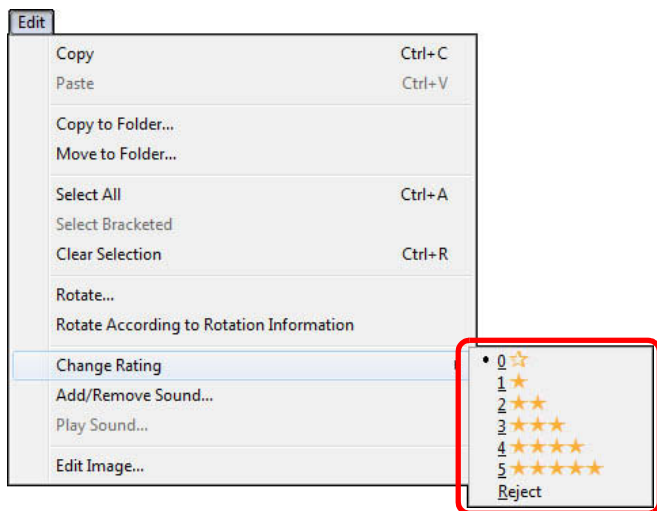 Edit
Copy Ctrl+C
Paste Ctrl+V
Copy to Folder...
Move to Folder...
Select All Ctrl+A
Select Bracketed
Clear Selection Ctrl+R
Rotate...
Rotate According to Rotation Information
Change Rating
Add/Remove Sound...
Play Sound...
Edit Image...
0 ☆
1 ★
2 ★★
3 ★★★
4 ★★★★
5 ★★★★★
Reject